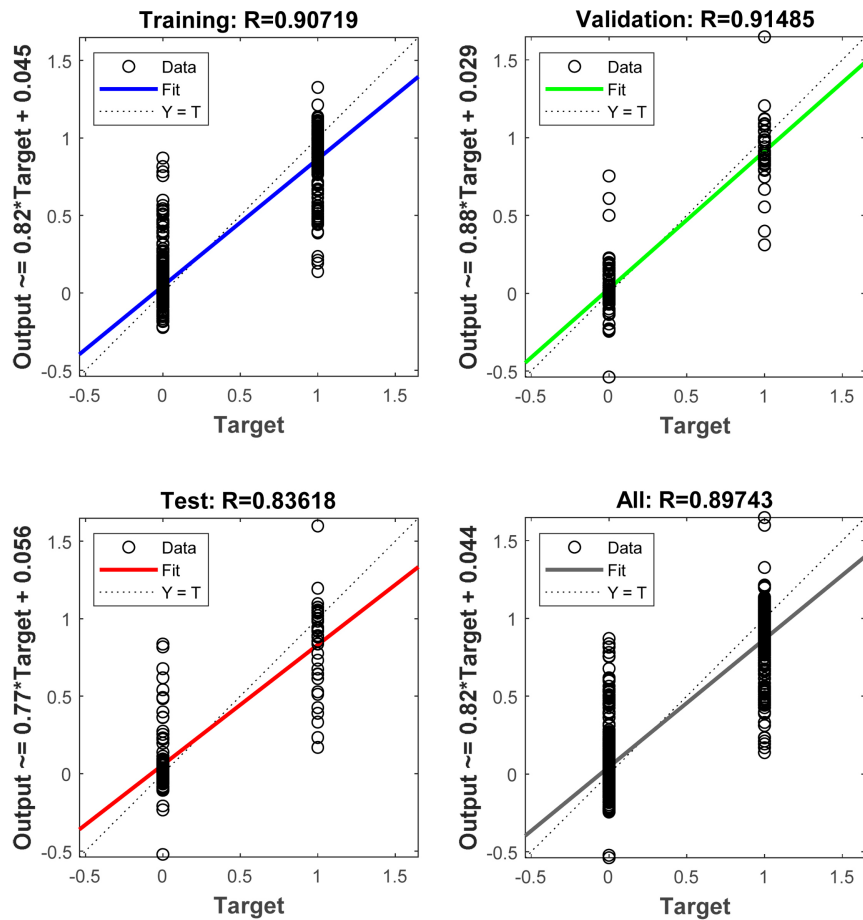 Training: R=0.90719
Output ~= 0.82*Target + 0.045
1.5
1
0.5
0
-0.5
Data
Fit
Y = T
-0.5 0 0.5 1 1.5
Target
Validation: R=0.91485
Output ~= 0.88*Target + 0.029
1.5
1
0.5
0
-0.5
Data
Fit
Y = T
-0.5 0 0.5 1 1.5
Target
Test: R=0.83618
Output ~= 0.77*Target + 0.056
1.5
1
0.5
0
-0.5
Data
Fit
Y = T
-0.5 0 0.5 1 1.5
Target
All: R=0.89743
Output ~= 0.82*Target + 0.044
1.5
1
0.5
0
-0.5
Data
Fit
Y = T
-0.5 0 0.5 1 1.5
Target